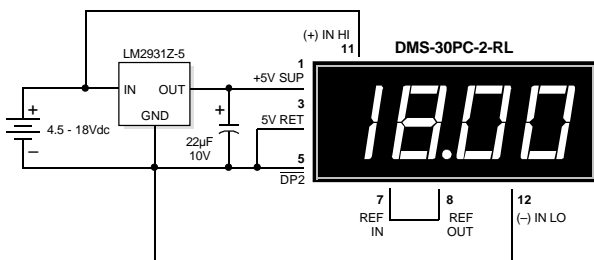 (+) IN HI
11
DMS-30PC-2-RL
LM2931Z-5
1
+5V SUP
IN OUT
3
5V RET
GND
+
+
4.5 - 18Vdc
–
22µF
10V
5
DP2
18.00
7
REF
IN
8
REF
OUT
12
(–) IN LO